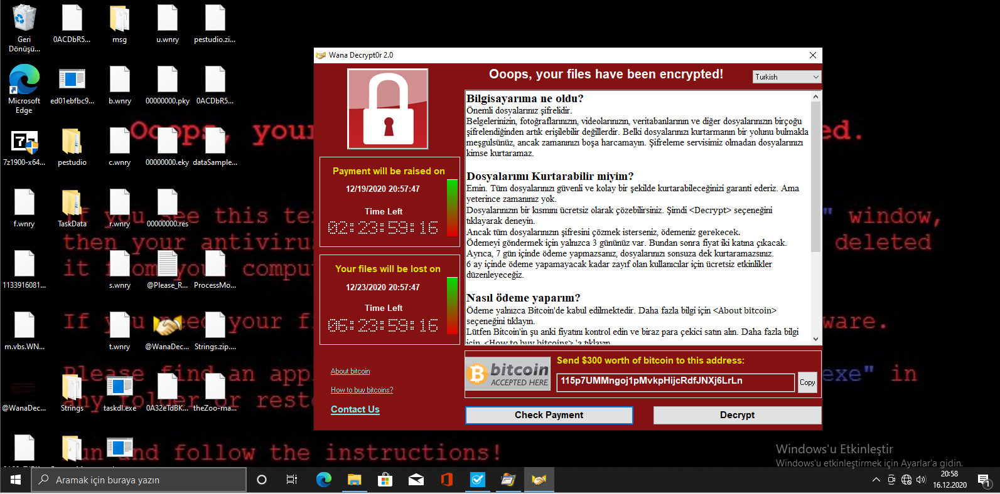 Geri
Dönüşü...
0ACDbR5...
msg
u.wnry
pestudio.zi...
Microsoft
Edge
ed01ebfbc9...
b.wnry
00000000.pky
0ACDbR5...
7z1900-x64...
pestudio
c.wnry
00000000.eky
dataSample...
f.wnry
TaskData
r.wnry
00000000.res
1133916081...
s.wnry
@Please_R...
ProcessMo...
m.vbs.WN...
t.wnry
@WanaDec...
Strings.zip....
@WanaDec...
Strings
taskdl.exe
0A32eTdBK...
theZoo-ma...
Ooops, your
ed.
If you see this te
" window,
then your antivirus
deleted
it from your compu
If you need your fi
ware.
Please find an appl
exe" in
any folder or resto
Run and follow the instructions!
Wana Decrypt0r 2.0
Ooops, your files have been encrypted!
Turkish
Payment will be raised on
12/19/2020 20:57:47
Time Left
02:23:59:16
Your files will be lost on
12/23/2020 20:57:47
Time Left
06:23:59:16
About bitcoin
How to buy bitcoins?
Contact Us
Bilgisayarıma ne oldu?
Önemli dosyalarınız şifrelidir.
Belgelerinizin, fotoğraflarınızın, videolarınızın, veritabanlarının ve diğer dosyalarınızın birçoğu
şifrelendiğinden artık erişilebilir değillerdir. Belki dosyalarınızı kurtarmanın bir yolunu bulmakla
meşgulsünüz, ancak zamanınızı boşa harcamayın. Şifreleme servisimiz olmadan dosyalarınızı
kimse kurtaramaz.
Dosyalarımı Kurtarabilir miyim?
Emin. Tüm dosyalarınızı güvenli ve kolay bir şekilde kurtarabileceğinizi garanti ederiz. Ama
yeterince zamanınız yok.
Dosyalarınızın bir kısmını ücretsiz olarak çözebilirsiniz. Şimdi <Decrypt> seçeneğini
tıklayarak deneyin.
Ancak tüm dosyalarınızın şifresini çözmek isterseniz, ödemeniz gerekecek.
Ödemeyi göndermek için yalnızca 3 gününüz var. Bundan sonra fiyat iki katına çıkacak.
Ayrıca, 7 gün içinde ödeme yapmazsanız, dosyalarınızı sonsuza dek kurtaramazsınız.
6 ay içinde ödeme yapamayacak kadar zayıf olan kullanıcılar için ücretsiz etkinlikler
düzenleyeceğiz.
Nasıl ödeme yaparım?
Ödeme yalnızca Bitcoin'de kabul edilmektedir. Daha fazla bilgi için <About bitcoin>
seçeneğini tıklayın.
Lütfen Bitcoin'in şu anki fiyatını kontrol edin ve biraz para çekici satın alın. Daha fazla bilgi
için, <How to buy bitcoins> 'a tıklayın.
bitcoin
ACCEPTED HERE
Send $300 worth of bitcoin to this address:
115p7UMMngoj1pMvkpHijcRdfJNXj6LrLn
Copy
Check Payment
Decrypt
Windows'u Etkinleştir
Windows'u etkinleştirmek için Ayarlar'a gidin.
Aramak için buraya yazın
20:58
16.12.2020
1